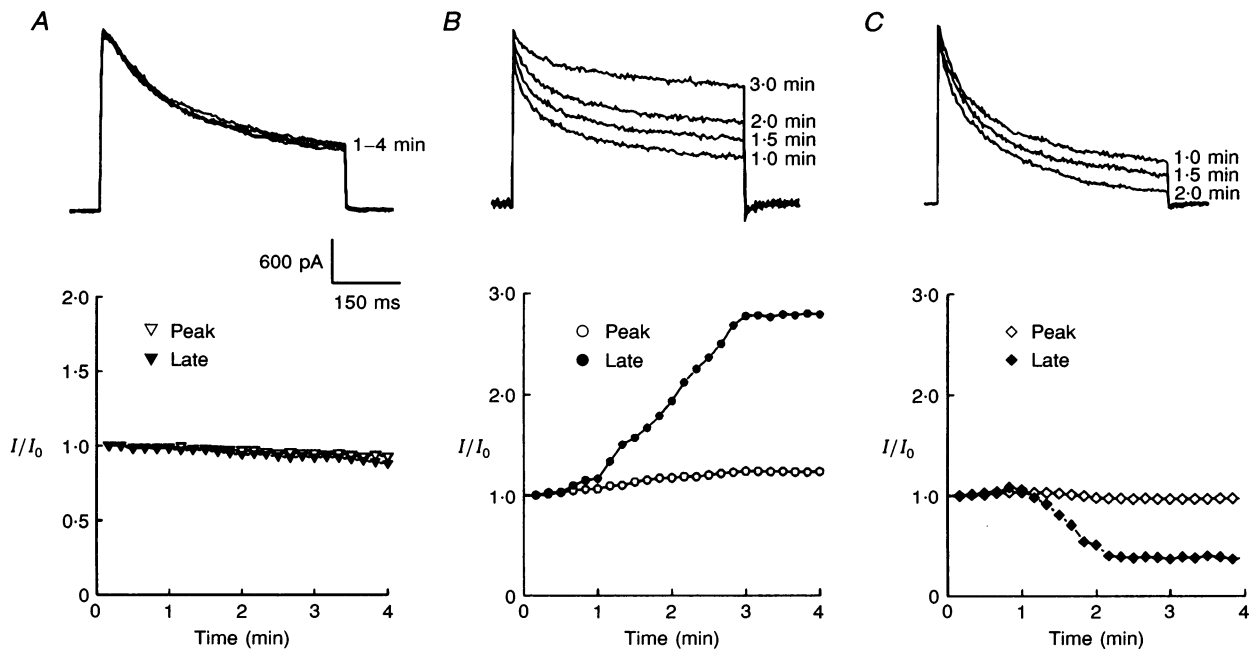 A
B
C
1–4 min
3·0 min
2·0 min
1·5 min
1·0 min
1·0 min
1·5 min
2·0 min
600 pA
150 ms
2·0
1·5
1·0
0·5
0
I/I0
Peak
Late
0 1 2 3 4
Time (min)
3·0
2·0
1·0
0
I/I0
Peak
Late
0 1 2 3 4
Time (min)
3·0
2·0
1·0
0
I/I0
Peak
Late
0 1 2 3 4
Time (min)